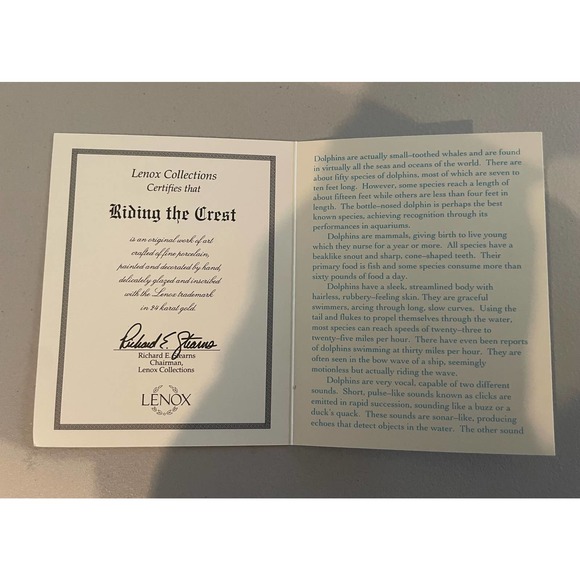 Lenox Collections
Certifies that
Riding the Crest
is an original work of art
crafted of fine porcelain,
painted and decorated by hand,
delicately glazed and inscribed
with the Lenox trademark
in 24 karat gold.
Richard E. Stearns
Richard E. Stearns
Chairman,
Lenox Collections
LENOX
Dolphins are actually small-toothed whales and are found
in virtually all the seas and oceans of the world. There are
about fifty species of dolphins, most of which are seven to
ten feet long. However, some species reach a length of
about fifteen feet while others are less than four feet in
length. The bottle-nosed dolphin is perhaps the best
known species, achieving recognition through its
performances in aquariums.
Dolphins are mammals, giving birth to live young
which they nurse for a year or more. All species have a
beaklike snout and sharp, cone-shaped teeth. Their
primary food is fish and some species consume more than
sixty pounds of food a day.
Dolphins have a sleek, streamlined body with
hairless, rubbery-feeling skin. They are graceful
swimmers, arcing through long, slow curves. Using the
tail and flukes to propel themselves through the water,
most species can reach speeds of twenty-three to
twenty-five miles per hour. There have even been reports
of dolphins swimming at thirty miles per hour. They are
often seen in the bow wave of a ship, seemingly
motionless but actually riding the wave.
Dolphins are very vocal, capable of two different
sounds. Short, pulse-like sounds known as clicks are
emitted in rapid succession, sounding like a buzz or a
duck's quack. These sounds are sonar-like, producing
echoes that detect objects in the water. The other sound